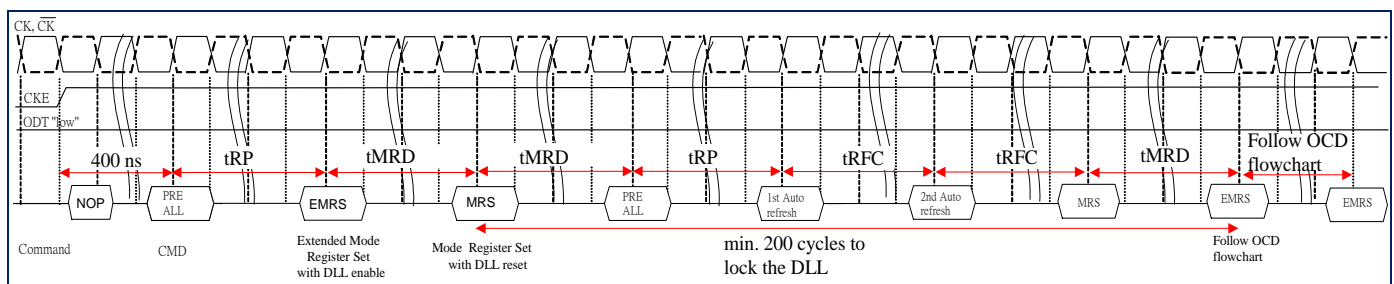 CK, CK
CKE
ODT "low"
400 ns
tRP
tMRD
tMRD
tRP
tRFC
tRFC
tMRD
Follow OCD
flowchart
NOP
PRE
ALL
EMRS
MRS
PRE
ALL
1st Auto
refresh
2nd Auto
refresh
MRS
EMRS
EMRS
Command
CMD
Extended Mode
Register Set
with DLL enable
Mode Register Set
with DLL reset
min. 200 cycles to
lock the DLL
Follow OCD
flowchart